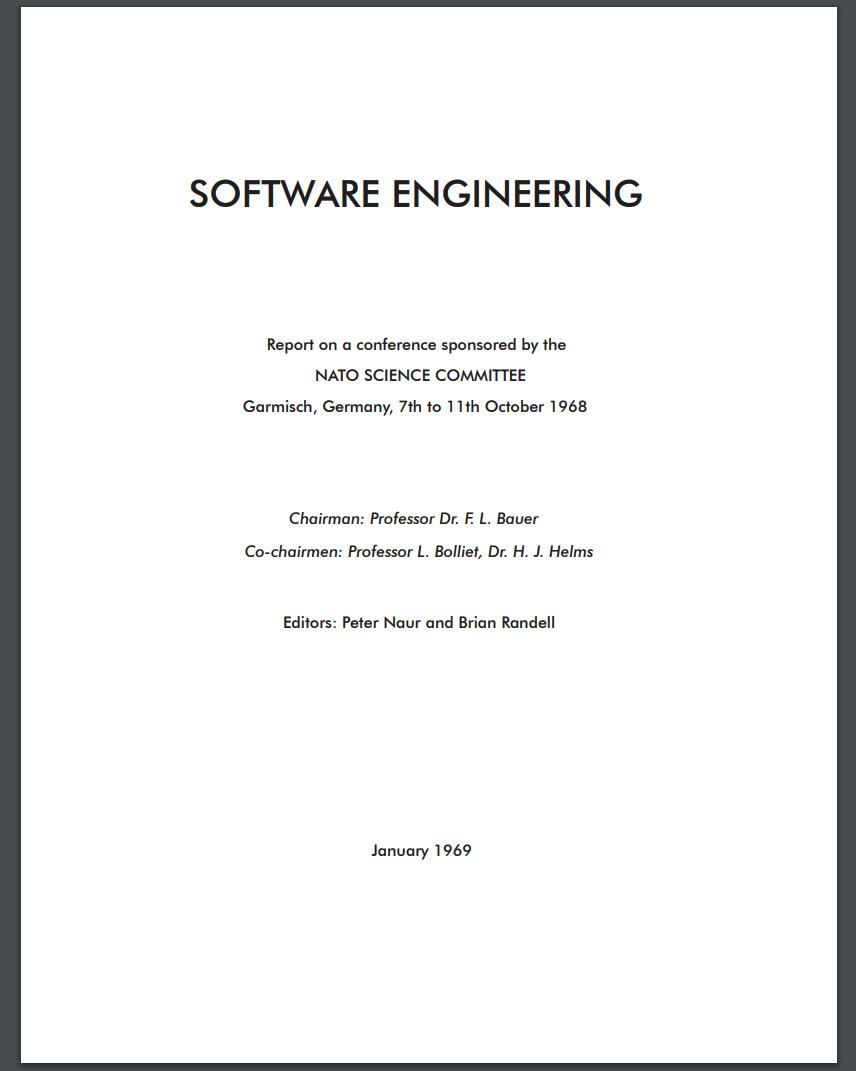 SOFTWARE ENGINEERING
Report on a conference sponsored by the
NATO SCIENCE COMMITTEE
Garmisch, Germany, 7th to 11th October 1968
Chairman: Professor Dr. F. L. Bauer
Co-chairmen: Professor L. Bolliet, Dr. H. J. Helms
Editors: Peter Naur and Brian Randell
January 1969